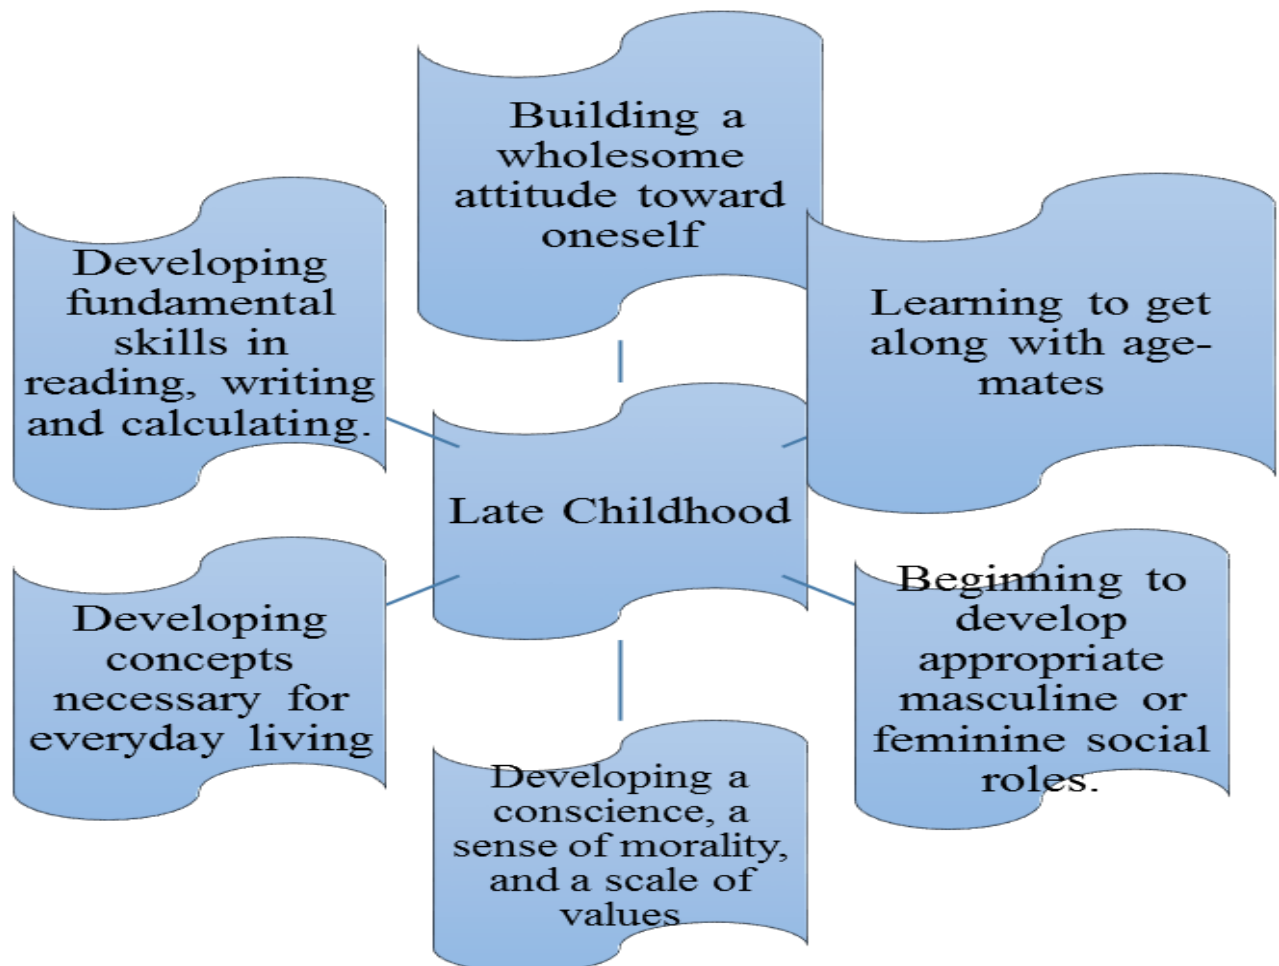 Building a
wholesome
attitude toward
oneself
Developing
fundamental
skills in
reading, writing
and calculating.
Learning to get
along with age-
mates
Late Childhood
Developing
concepts
necessary for
everyday living
Beginning to
develop
appropriate
masculine or
feminine social
roles.
Developing a
conscience, a
sense of morality,
and a scale of
values